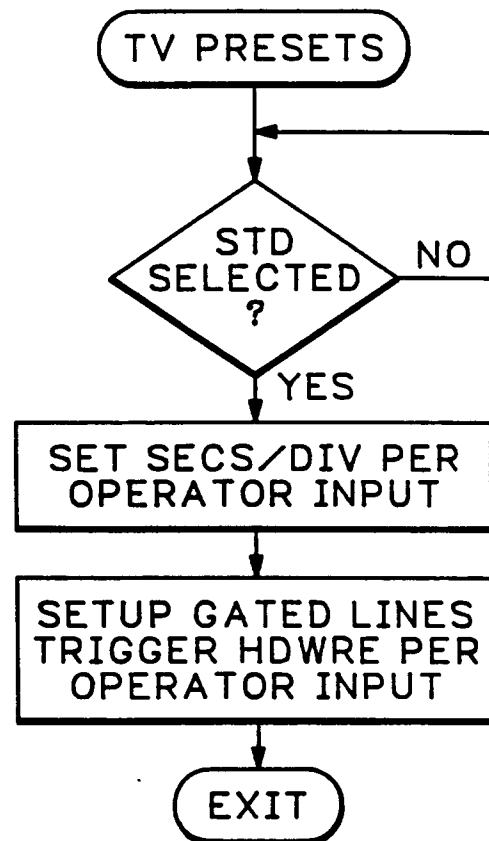 TV PRESETS
STD
SELECTED
?
NO
YES
SET SECS/DIV PER
OPERATOR INPUT
SETUP GATED LINES
TRIGGER HDWRE PER
OPERATOR INPUT
EXIT